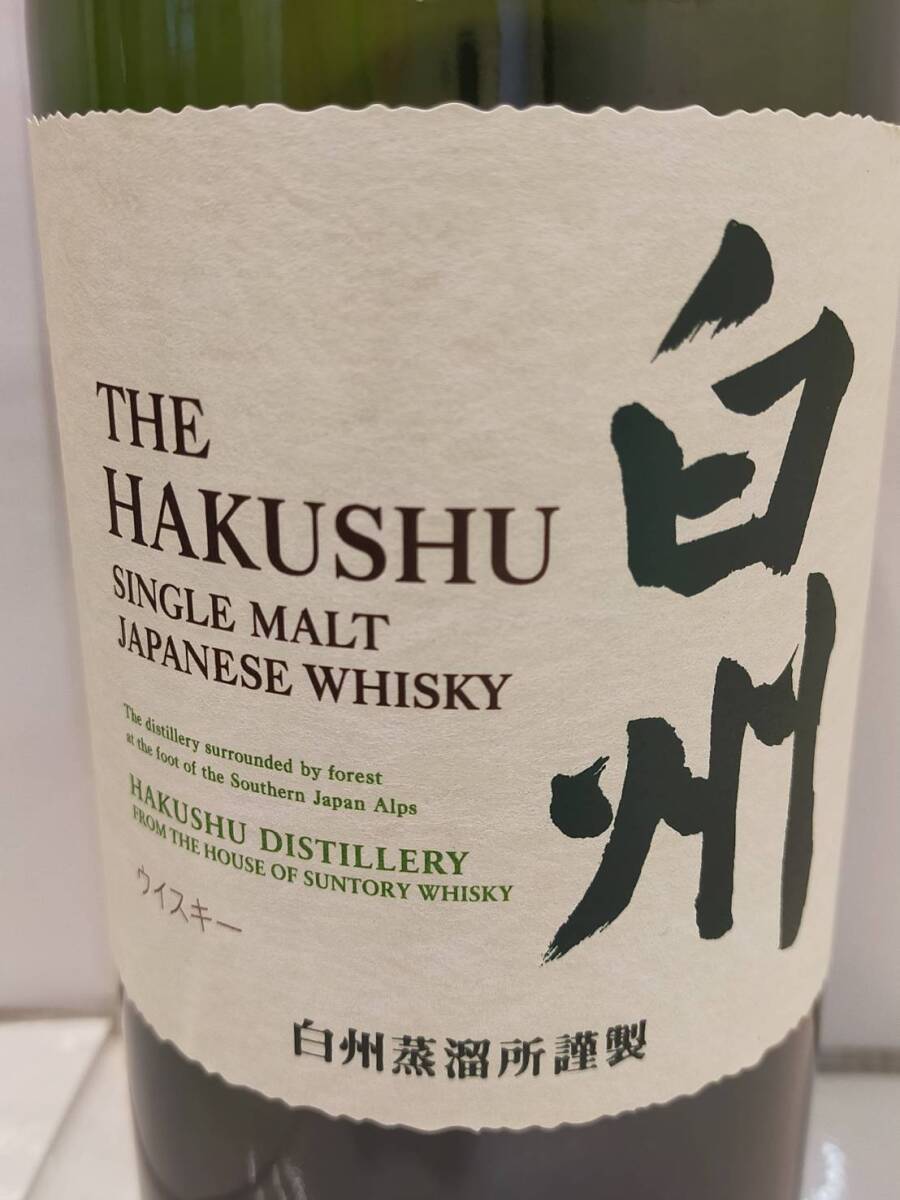 白州
THE
HAKUSHU
SINGLE MALT
JAPANESE WHISKY
The distillery surrounded by forest
at the foot of the Southern Japan Alps
HAKUSHU DISTILLERY
FROM THE HOUSE OF SUNTORY WHISKY
ウイスキー
白州蒸溜所謹製